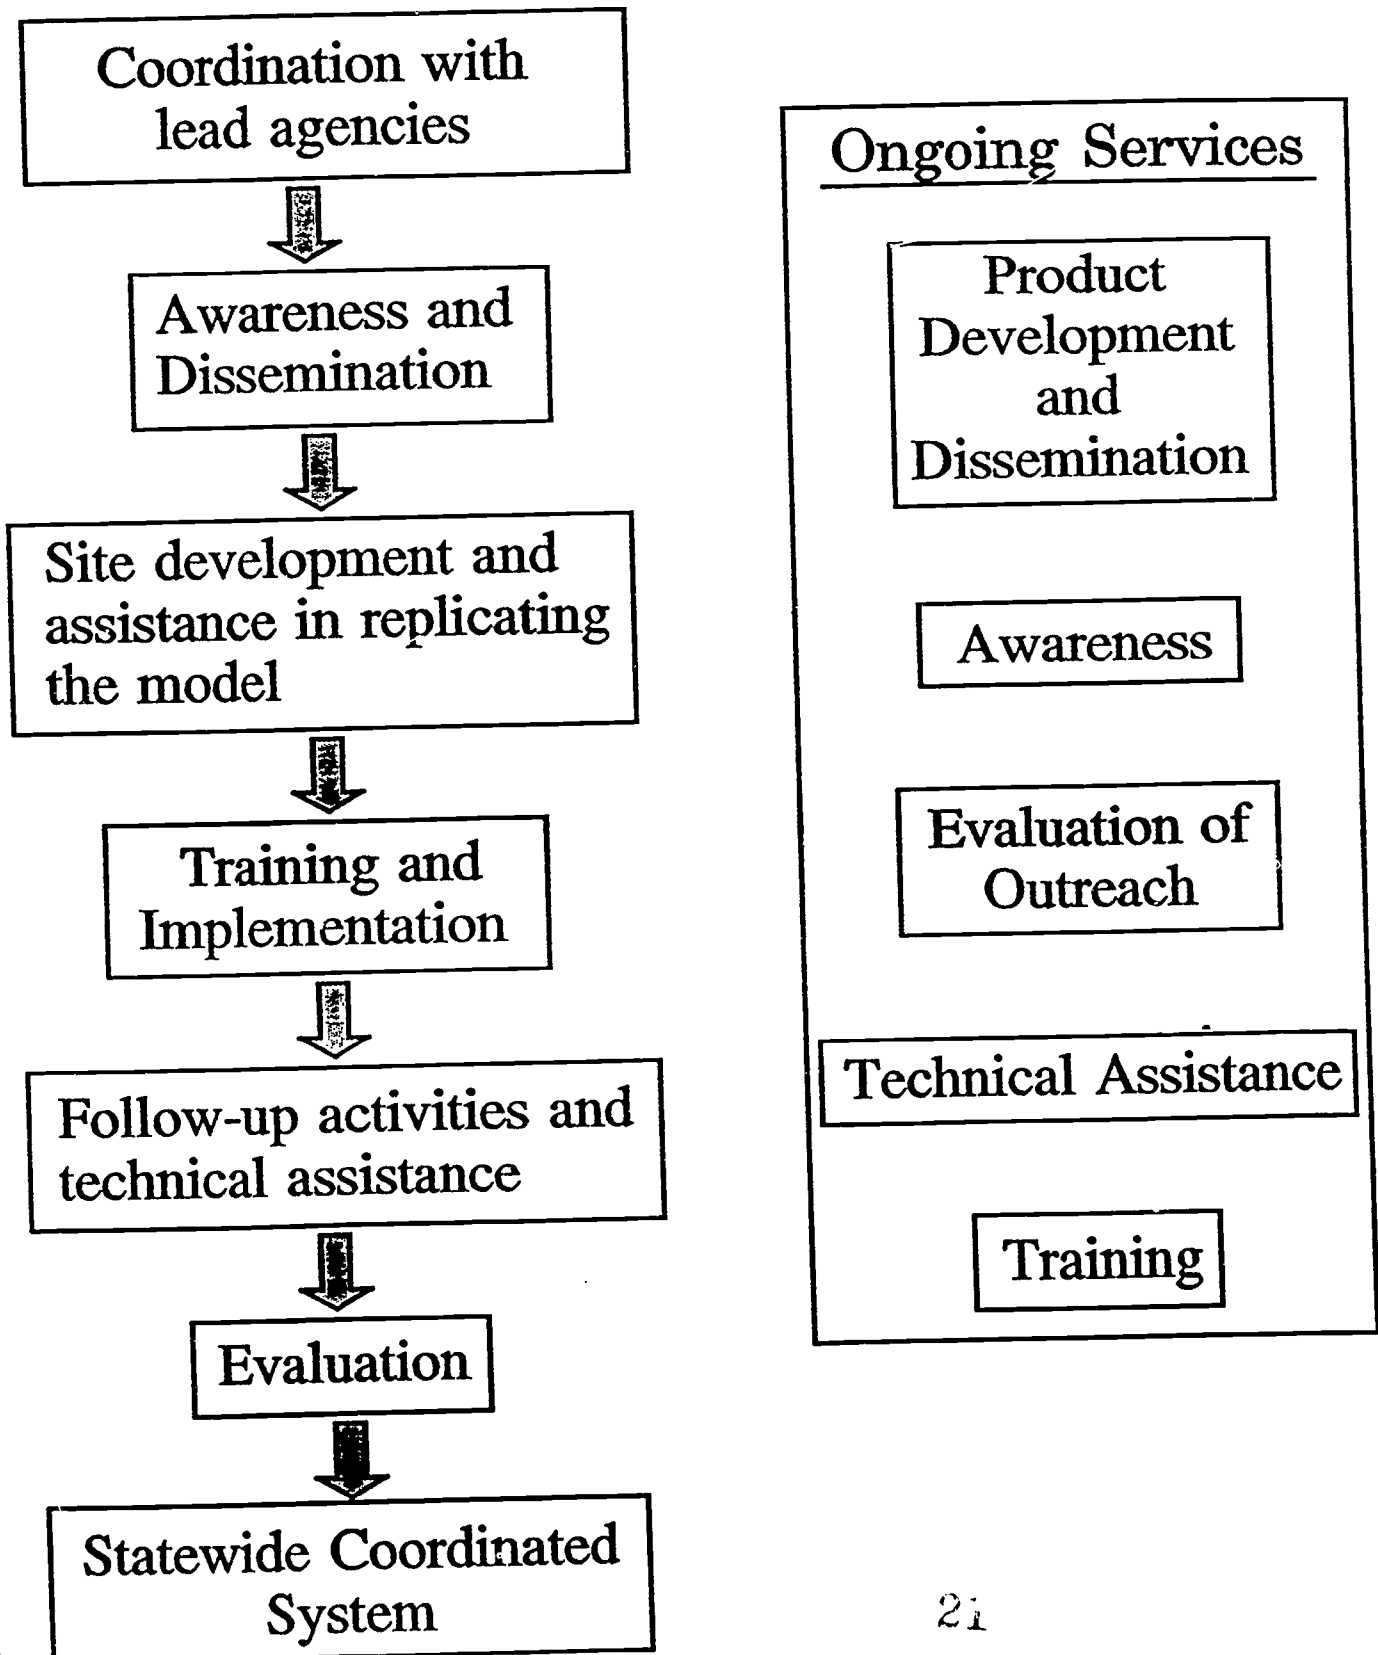 Coordination with
lead agencies
Awareness and
Dissemination
Site development and
assistance in replicating
the model
Training and
Implementation
Follow-up activities and
technical assistance
Evaluation
Statewide Coordinated
System
Ongoing Services
Product
Development
and
Dissemination
Awareness
Evaluation of
Outreach
Technical Assistance
Training
21